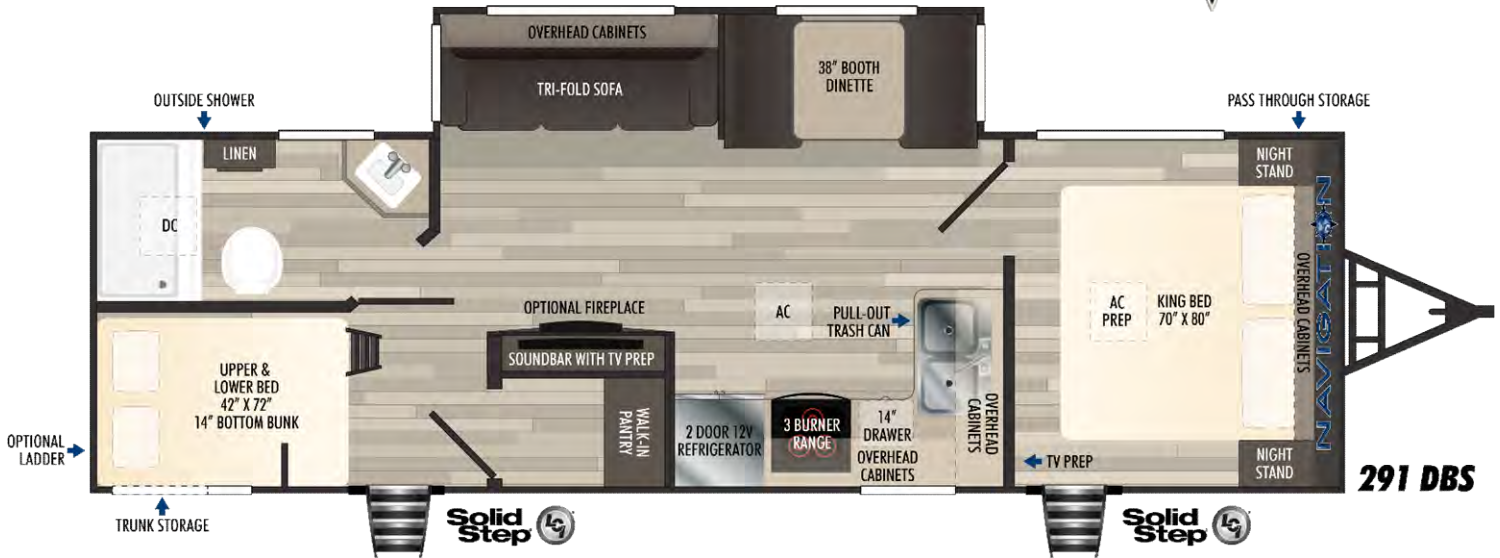 OVERHEAD CABINETS
TRI-FOLD SOFA
38" BOOTH
DINETTE
OUTSIDE SHOWER
PASS THROUGH STORAGE
LINEN
NIGHT
STAND
DC
OPTIONAL FIREPLACE
AC
PULL-OUT
TRASH CAN
AC
PREP
KING BED
70" X 80"
OVERHEAD CABINETS
NAVIGATION
SOUNDBAR WITH TV PREP
UPPER &
LOWER BED
42" X 72"
14" BOTTOM BUNK
WALK-IN
PANTRY
2 DOOR 12V
REFRIGERATOR
3 BURNER
RANGE
14"
DRAWER
OVERHEAD
CABINETS
OVERHEAD
CABINETS
OPTIONAL
LADDER
TV PREP
NIGHT
STAND
291 DBS
TRUNK STORAGE
Solid
Step
LCI
Solid
Step
LCI